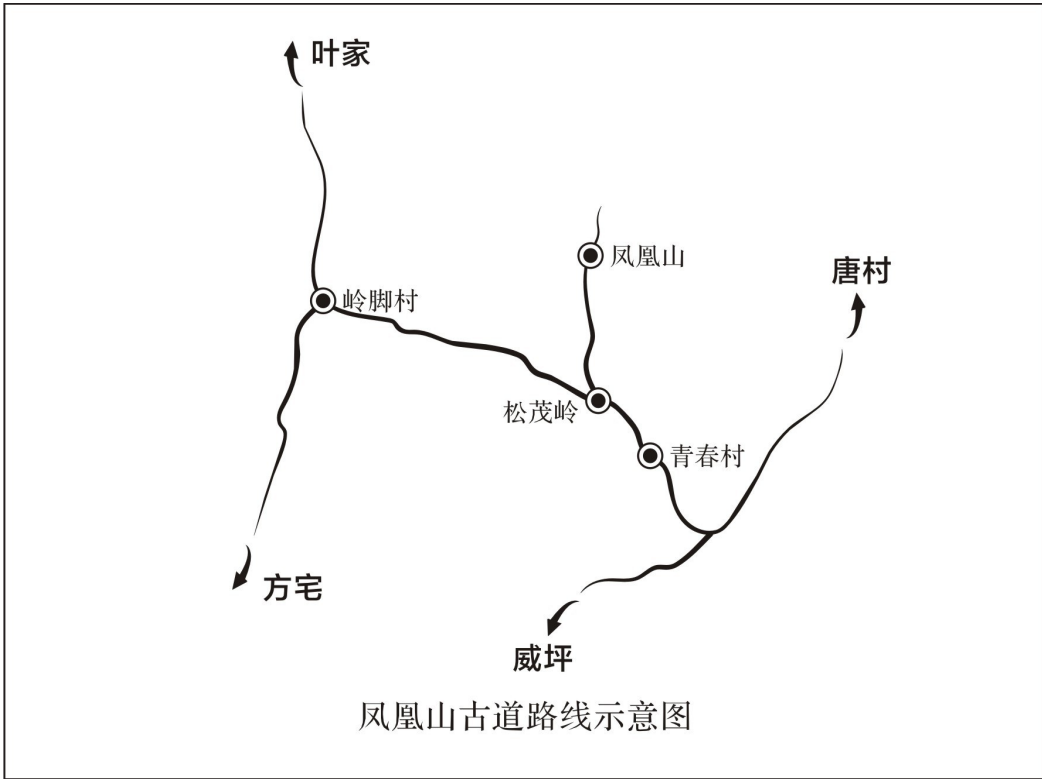 叶家
凤凰山
唐村
岭脚村
松茂岭
青春村
方宅
威坪
凤凰山古道路线示意图